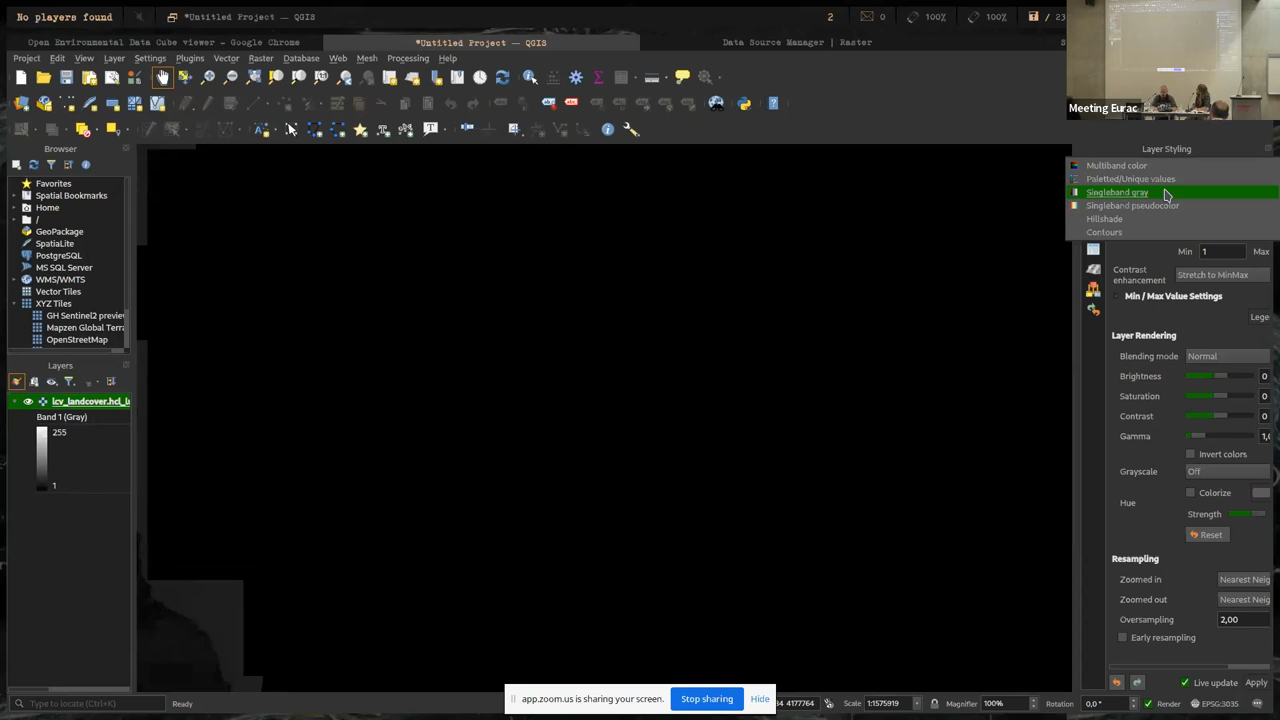 No players found
*Untitled Project — QGIS
2
0
100%
100%
/ 23
Open Environmental Data Cube viewer - Google Chrome
*Untitled Project — QGIS
Data Source Manager | Raster
Project Edit View Layer Settings Plugins Vector Raster Database Web Mesh Processing Help
Meeting Eurac
Browser
Favorites
Spatial Bookmarks
Home
/
GeoPackage
SpatiaLite
PostgreSQL
MS SQL Server
WMS/WMTS
Vector Tiles
XYZ Tiles
GH Sentinel2 previe
Mapzen Global Terra
OpenStreetMap
Layers
lcv_landcover.hcl_lu
Band 1 (Gray)
255
1
Layer Styling
Multiband color
Paletted/Unique values
Singleband gray
Singleband pseudocolor
Hillshade
Contours
Min 1 Max
Contrast enhancement Stretch to MinMax
Min / Max Value Settings
Lege
Layer Rendering
Blending mode Normal
Brightness 0
Saturation 0
Contrast 0
Gamma 1,0
Invert colors
Grayscale Off
Hue
Colorize
Strength
Reset
Resampling
Zoomed in Nearest Neig
Zoomed out Nearest Neig
Oversampling 2,00
Early resampling
Live update Apply
Type to locate (Ctrl+K) Ready
app.zoom.us is sharing your screen. Stop sharing Hide
84 4177764 Scale 1:1575919 Magnifier 100% Rotation 0,0° Render EPSG:3035